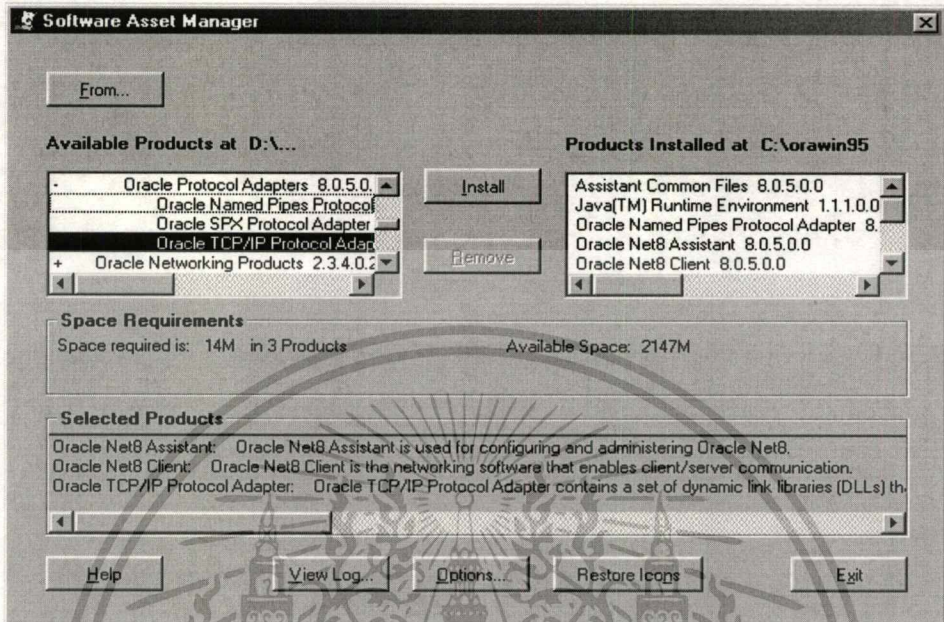 Software Asset Manager
From...
Available Products at D:\...
Products Installed at C:\orawin95
- Oracle Protocol Adapters 8.0.5.0.
Oracle Named Pipes Protocol
Oracle SPX Protocol Adapter
Oracle TCP/IP Protocol Adap
+ Oracle Networking Products 2.3.4.0.2
Install
Remove
Assistant Common Files 8.0.5.0.0
Java(TM) Runtime Environment 1.1.1.0.0
Oracle Named Pipes Protocol Adapter 8.
Oracle Net8 Assistant 8.0.5.0.0
Oracle Net8 Client 8.0.5.0.0
Space Requirements
Space required is: 14M in 3 Products
Available Space: 2147M
Selected Products
Oracle Net8 Assistant: Oracle Net8 Assistant is used for configuring and administering Oracle Net8.
Oracle Net8 Client: Oracle Net8 Client is the networking software that enables client/server communication.
Oracle TCP/IP Protocol Adapter: Oracle TCP/IP Protocol Adapter contains a set of dynamic link libraries (DLLs) th
Help
View Log...
Options...
Restore Icons
Exit